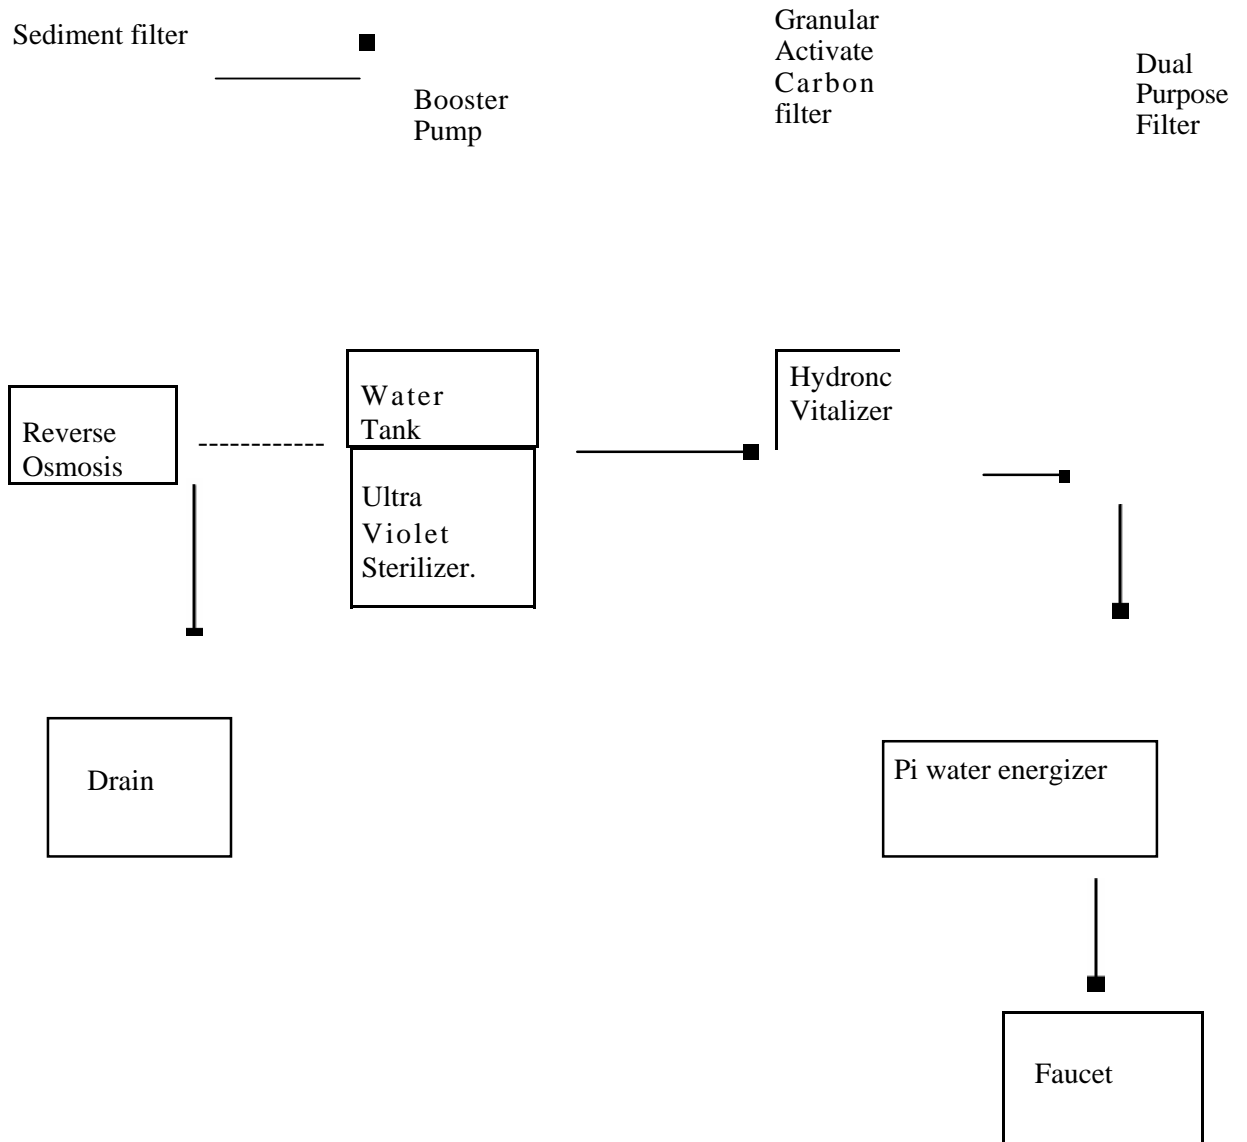 Sediment filter
Booster
Pump
Granular
Activate
Carbon
filter
Dual
Purpose
Filter
Reverse
Osmosis
Water
Tank
Ultra
Violet
Sterilizer.
Hydronc
Vitalizer
Drain
Pi water energizer
Faucet